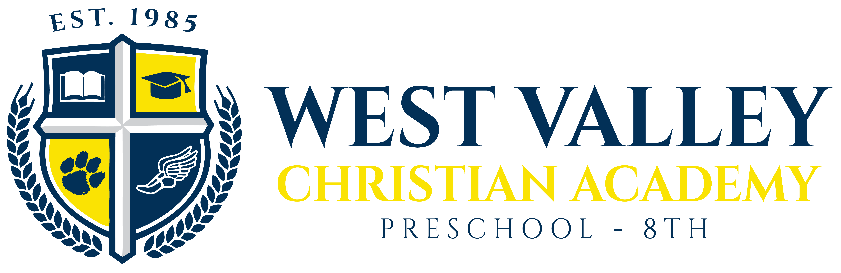 EST. 1985
WEST VALLEY
CHRISTIAN ACADEMY
PRESCHOOL - 8TH